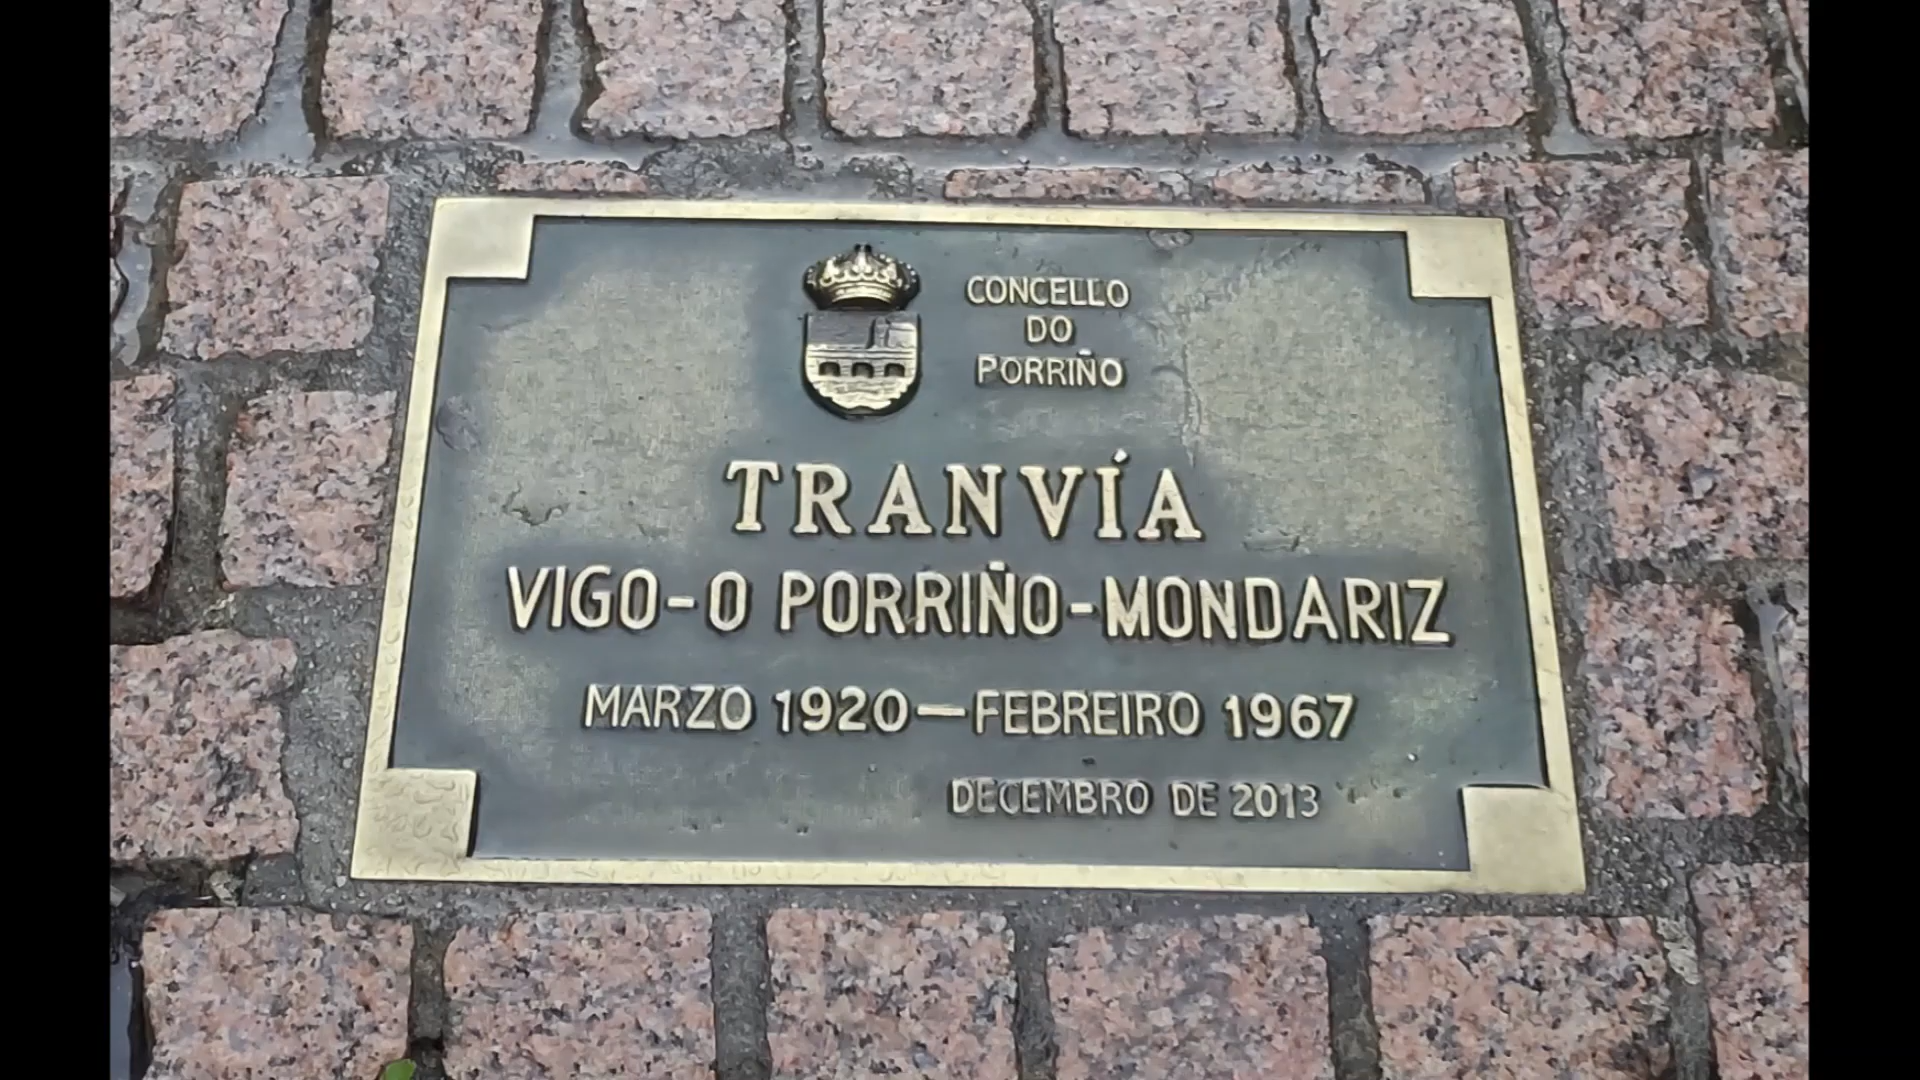 CONCELLO
DO
PORRIÑO
TRANVÍA
VIGO-O PORRIÑO-MONDARIZ
MARZO 1920—FEBREIRO 1967
DECEMBRO DE 2013